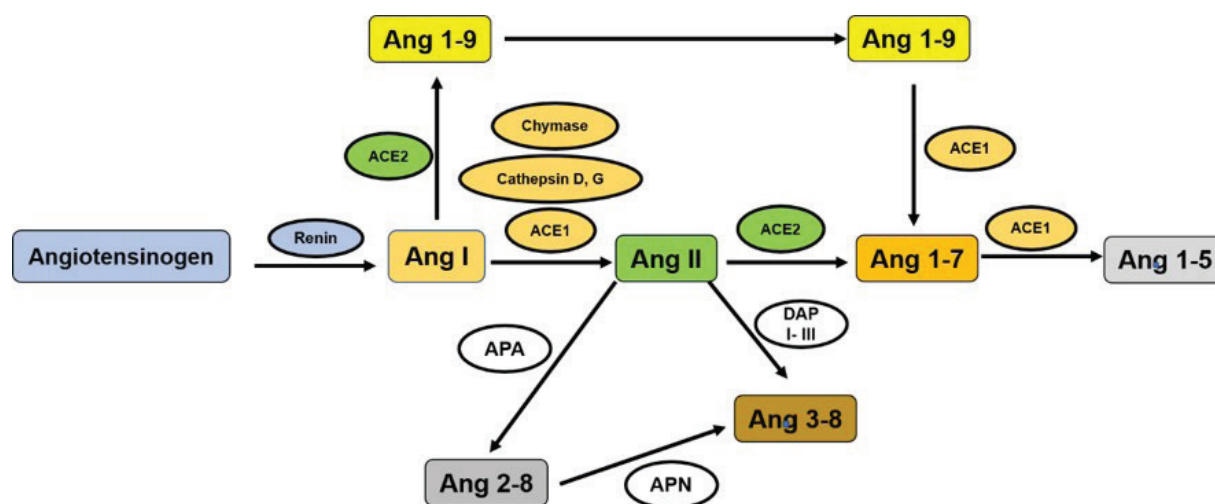 Ang 1-9
Ang 1-9
Chymase
ACE2
Cathepsin D, G
ACE1
ACE1
Angiotensinogen
Renin
Ang I
ACE1
Ang II
ACE2
Ang 1-7
ACE1
Ang 1-5
APA
DAP
I- III
Ang 3-8
Ang 2-8
APN